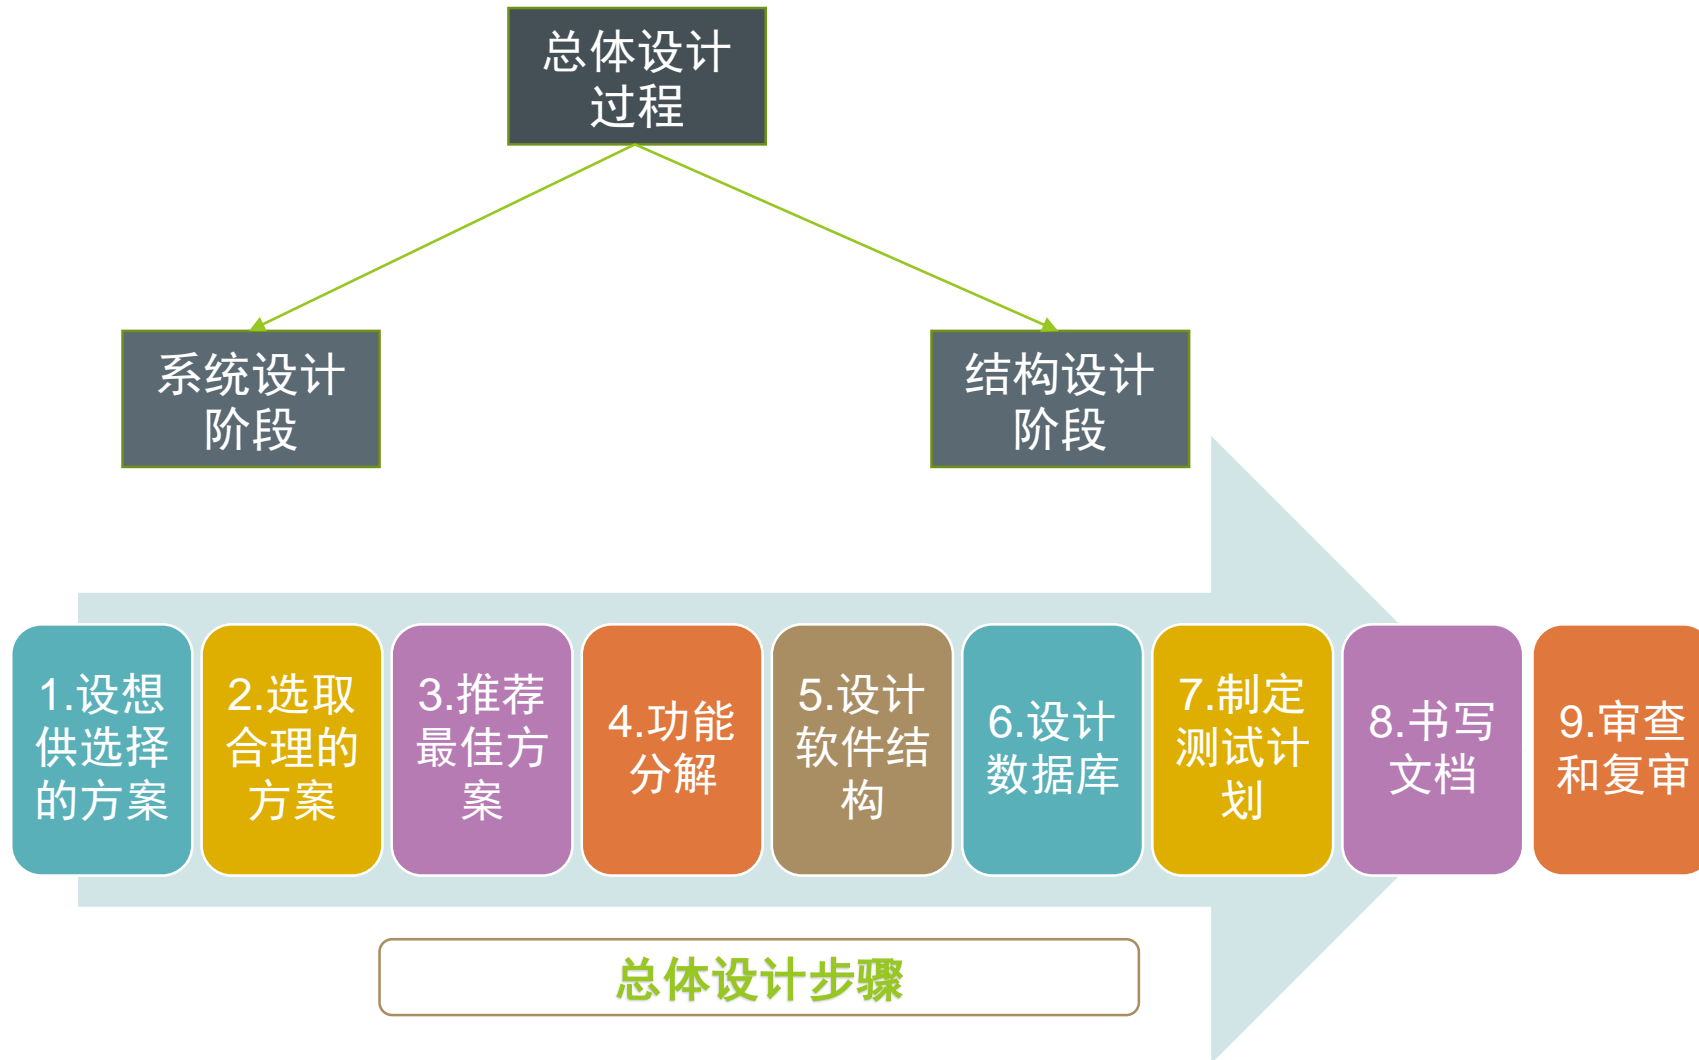 总体设计
过程
系统设计
阶段
结构设计
阶段
1.设想
供选择
的方案
2.选取
合理的
方案
3.推荐
最佳方
案
4.功能
分解
5.设计
软件结
构
6.设计
数据库
7.制定
测试计
划
8.书写
文档
9.审查
和复审
总体设计步骤